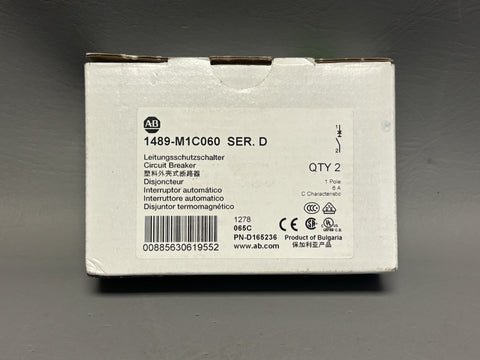 AB
1489-M1C060 SER. D
Leitungsschutzschalter
Circuit Breaker
塑料外壳式断路器
Disjoncteur
Interruptor automático
Interruttore automatico
Disjuntor termomagnético
QTY 2
1 Pole
6 A
C Characteristic
1278
065C
PN-D165236
www.ab.com
00885630619552
Product of Bulgaria
保加利亚产品